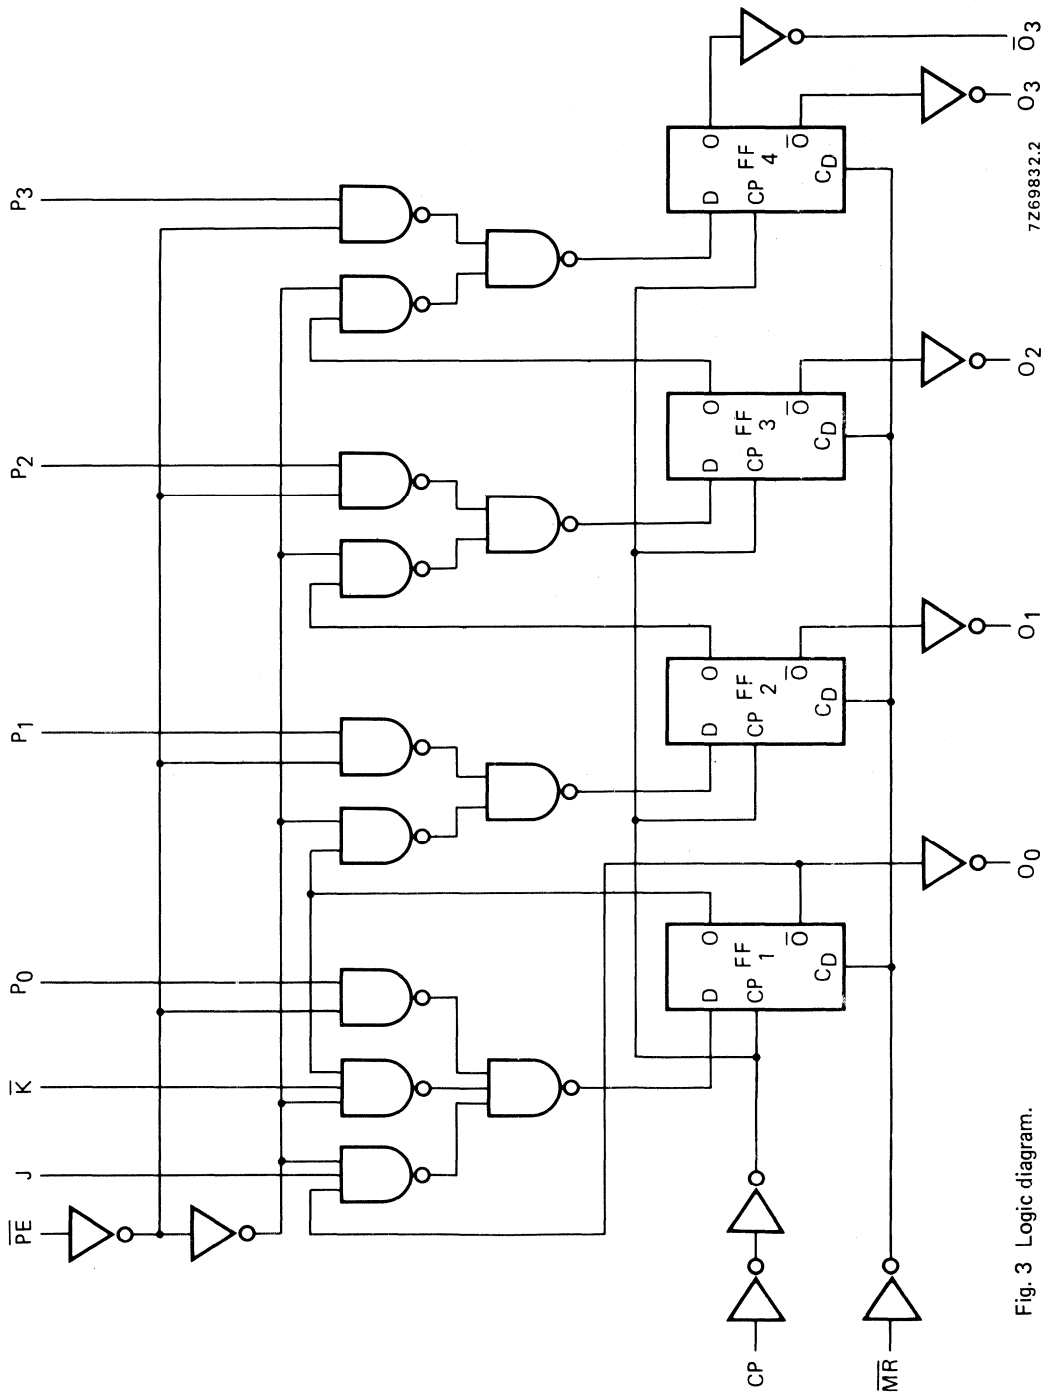 P̅E̅
J
K̅
P0
P1
P2
P3
D
O
CP
FF
1
O̅
CD
D
O
CP
FF
2
O̅
CD
D
O
CP
FF
3
O̅
CD
D
O
CP
FF
4
O̅
CD
CP
M̅R̅
O0
O1
O2
O3
O̅3
7Z69832.2
Fig. 3 Logic diagram.